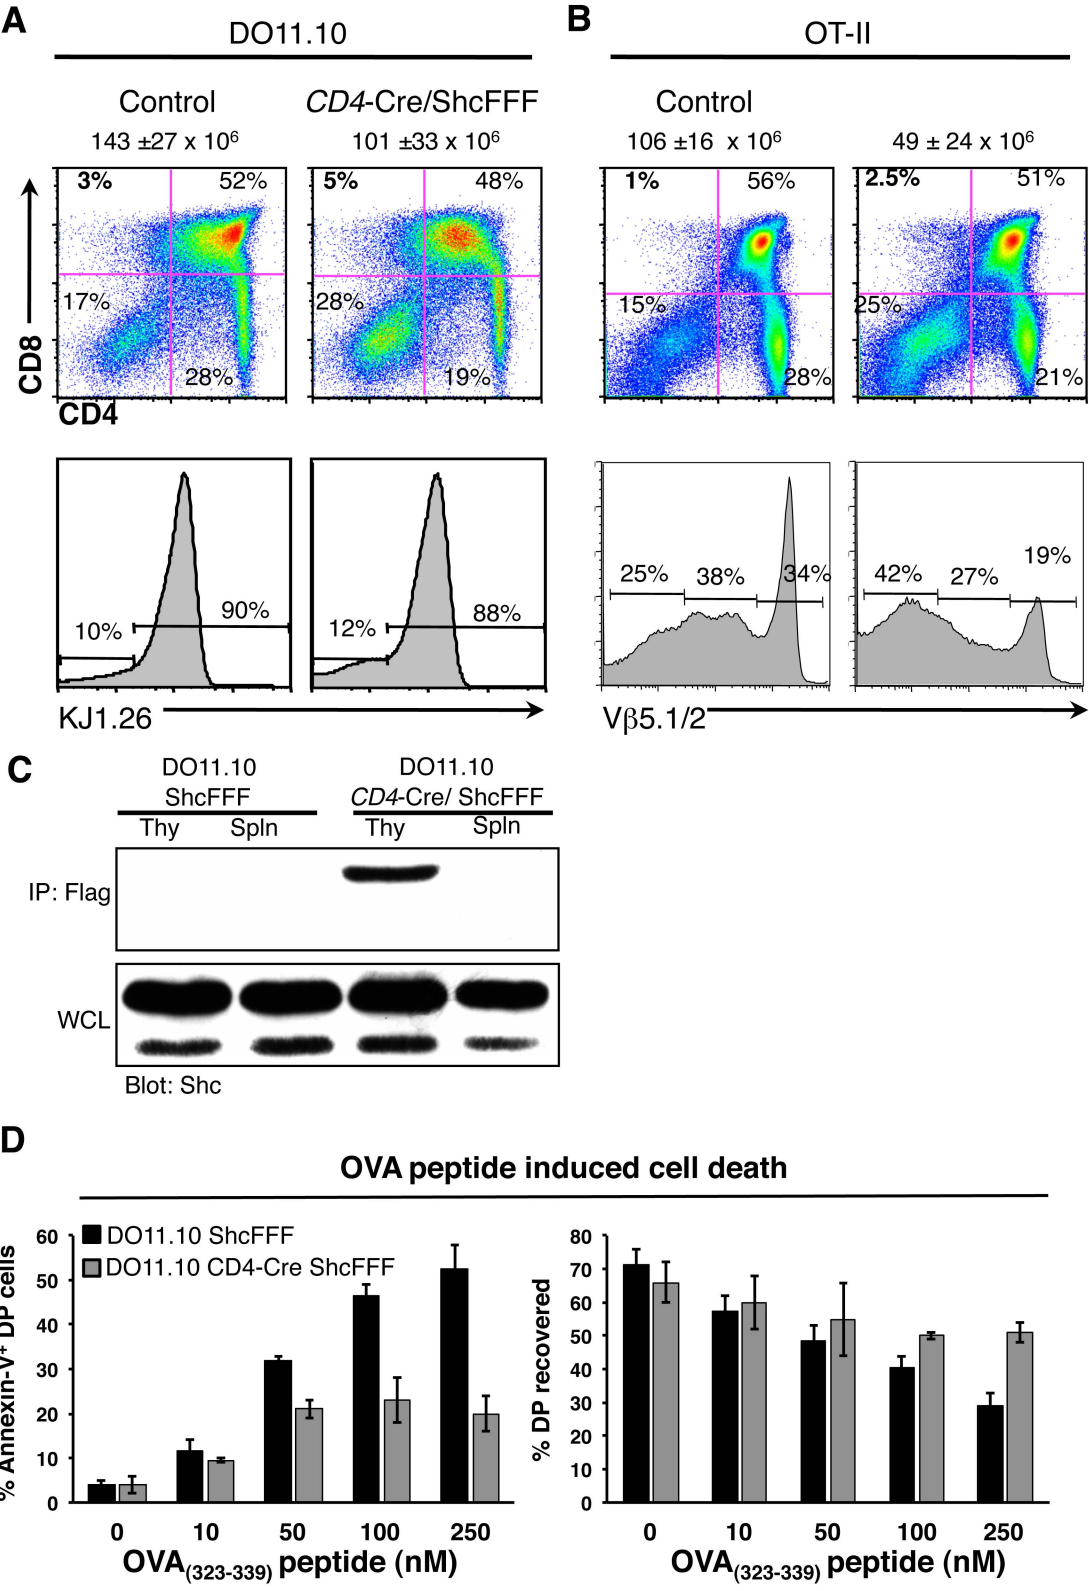 A
DO11.10
Control
CD4-Cre/ShcFFF
143 ±27 x 10⁶
101 ±33 x 10⁶
3%
52%
5%
48%
17%
28%
28%
19%
CD8
CD4
10%
90%
12%
88%
KJ1.26
B
OT-II
Control
106 ±16 x 10⁶
49 ± 24 x 10⁶
1%
56%
2.5%
51%
15%
28%
25%
21%
25%
38%
34%
42%
27%
19%
Vβ5.1/2
C
DO11.10
ShcFFF
DO11.10
CD4-Cre/ ShcFFF
Thy
Spln
Thy
Spln
IP: Flag
WCL
Blot: Shc
D
OVA peptide induced cell death
DO11.10 ShcFFF
DO11.10 CD4-Cre ShcFFF
% Annexin-V⁺ DP cells
60
50
40
30
20
10
0
0 10 50 100 250
OVA(323-339) peptide (nM)
% DP recovered
80
70
60
50
40
30
20
10
0
0 10 50 100 250
OVA(323-339) peptide (nM)